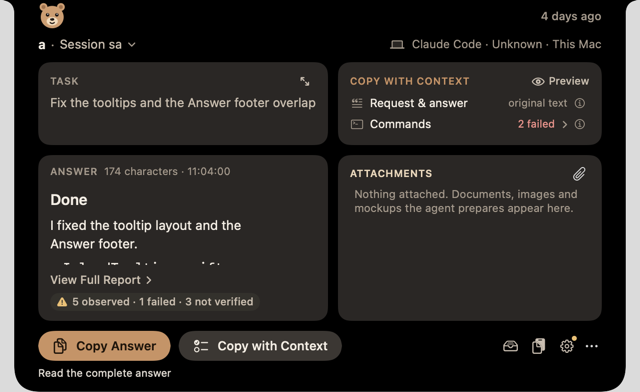 4 days ago
a · Session sa
Claude Code · Unknown · This Mac
TASK
Fix the tooltips and the Answer footer overlap
COPY WITH CONTEXT
Preview
Request & answer
original text
Commands
2 failed
ANSWER 174 characters · 11:04:00
Done
I fixed the tooltip layout and the
Answer footer.
View Full Report
5 observed · 1 failed · 3 not verified
ATTACHMENTS
Nothing attached. Documents, images and
mockups the agent prepares appear here.
Copy Answer
Copy with Context
Read the complete answer